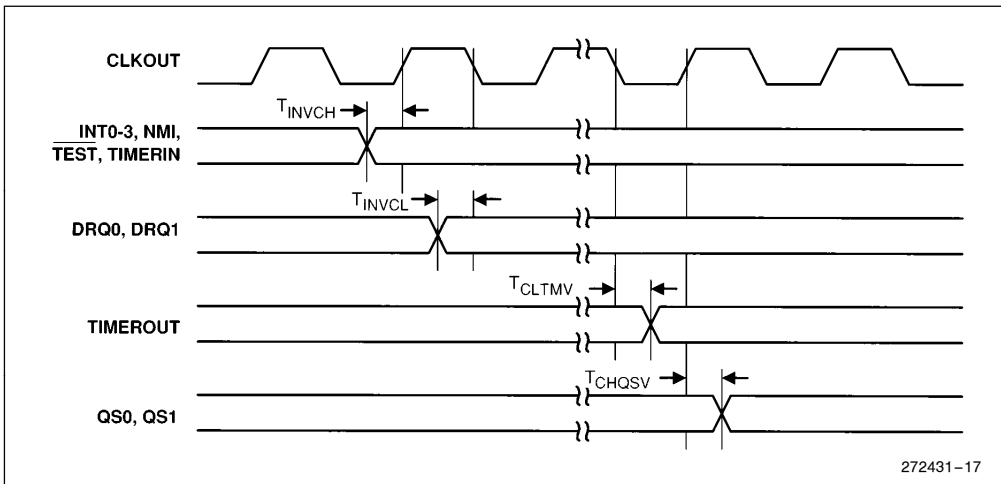 CLKOUT
T_INVCH
INT0-3, NMI,
TEST, TIMERIN
T_INVCL
DRQ0, DRQ1
T_CLTMV
TIMEROUT
T_CHQSV
QS0, QS1
272431-17